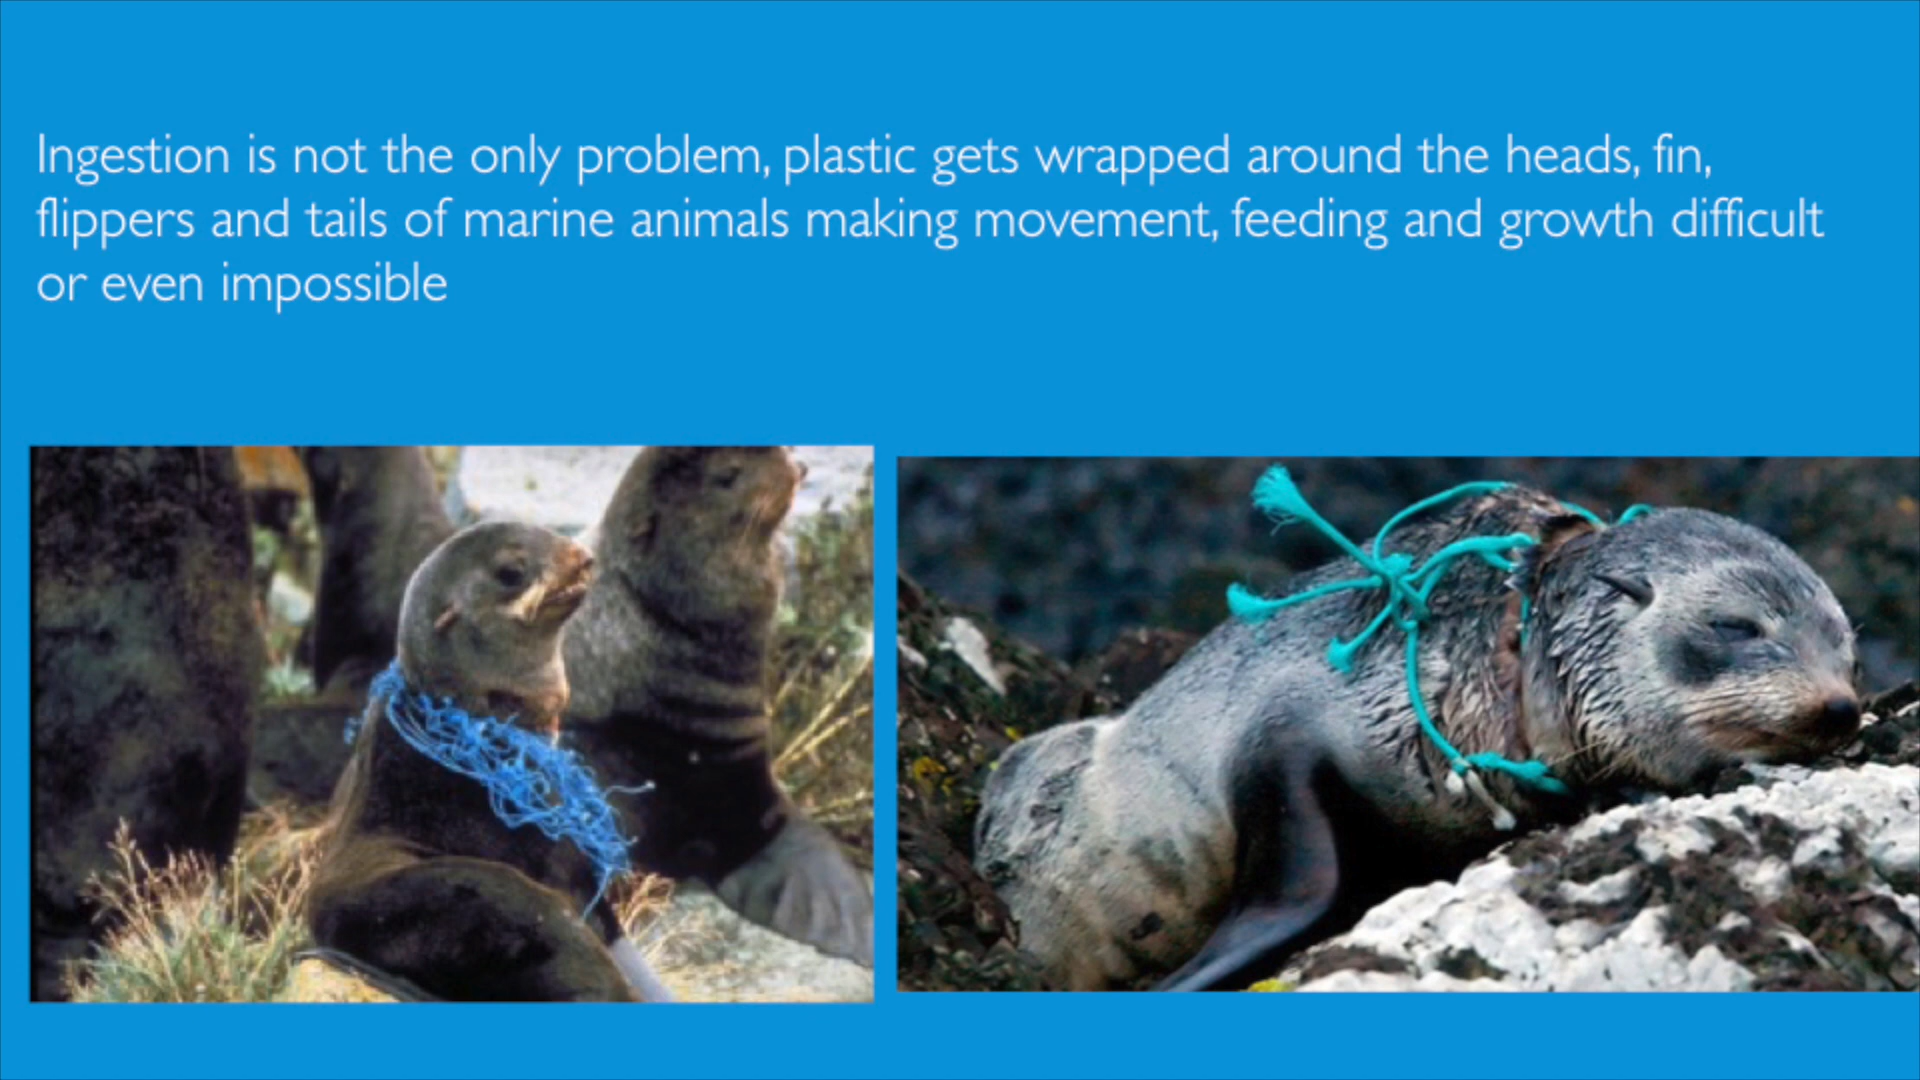 Ingestion is not the only problem, plastic gets wrapped around the heads, fin,
flippers and tails of marine animals making movement, feeding and growth difficult
or even impossible